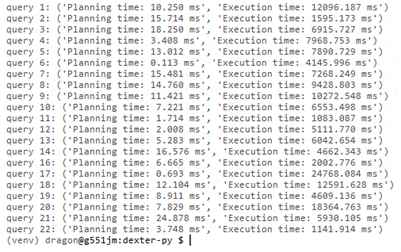 query 1: ('Planning time: 10.250 ms', 'Execution time: 12096.187 ms')
query 2: ('Planning time: 15.714 ms', 'Execution time: 1595.173 ms')
query 3: ('Planning time: 18.250 ms', 'Execution time: 6915.727 ms')
query 4: ('Planning time: 3.408 ms', 'Execution time: 7968.753 ms')
query 5: ('Planning time: 13.012 ms', 'Execution time: 7890.729 ms')
query 6: ('Planning time: 0.113 ms', 'Execution time: 4145.996 ms')
query 7: ('Planning time: 15.481 ms', 'Execution time: 7268.249 ms')
query 8: ('Planning time: 14.760 ms', 'Execution time: 9428.803 ms')
query 9: ('Planning time: 11.421 ms', 'Execution time: 10272.548 ms')
query 10: ('Planning time: 7.221 ms', 'Execution time: 6553.498 ms')
query 11: ('Planning time: 1.714 ms', 'Execution time: 1083.087 ms')
query 12: ('Planning time: 2.008 ms', 'Execution time: 5111.770 ms')
query 13: ('Planning time: 5.283 ms', 'Execution time: 6042.654 ms')
query 14: ('Planning time: 16.576 ms', 'Execution time: 4662.343 ms')
query 16: ('Planning time: 6.665 ms', 'Execution time: 2002.776 ms')
query 17: ('Planning time: 0.693 ms', 'Execution time: 24768.084 ms')
query 18: ('Planning time: 12.104 ms', 'Execution time: 12591.628 ms')
query 19: ('Planning time: 8.911 ms', 'Execution time: 4609.136 ms')
query 20: ('Planning time: 7.829 ms', 'Execution time: 18364.763 ms')
query 21: ('Planning time: 24.878 ms', 'Execution time: 5930.105 ms')
query 22: ('Planning time: 3.748 ms', 'Execution time: 1141.914 ms')
(venv) dragon@g551jm:dexter-py $